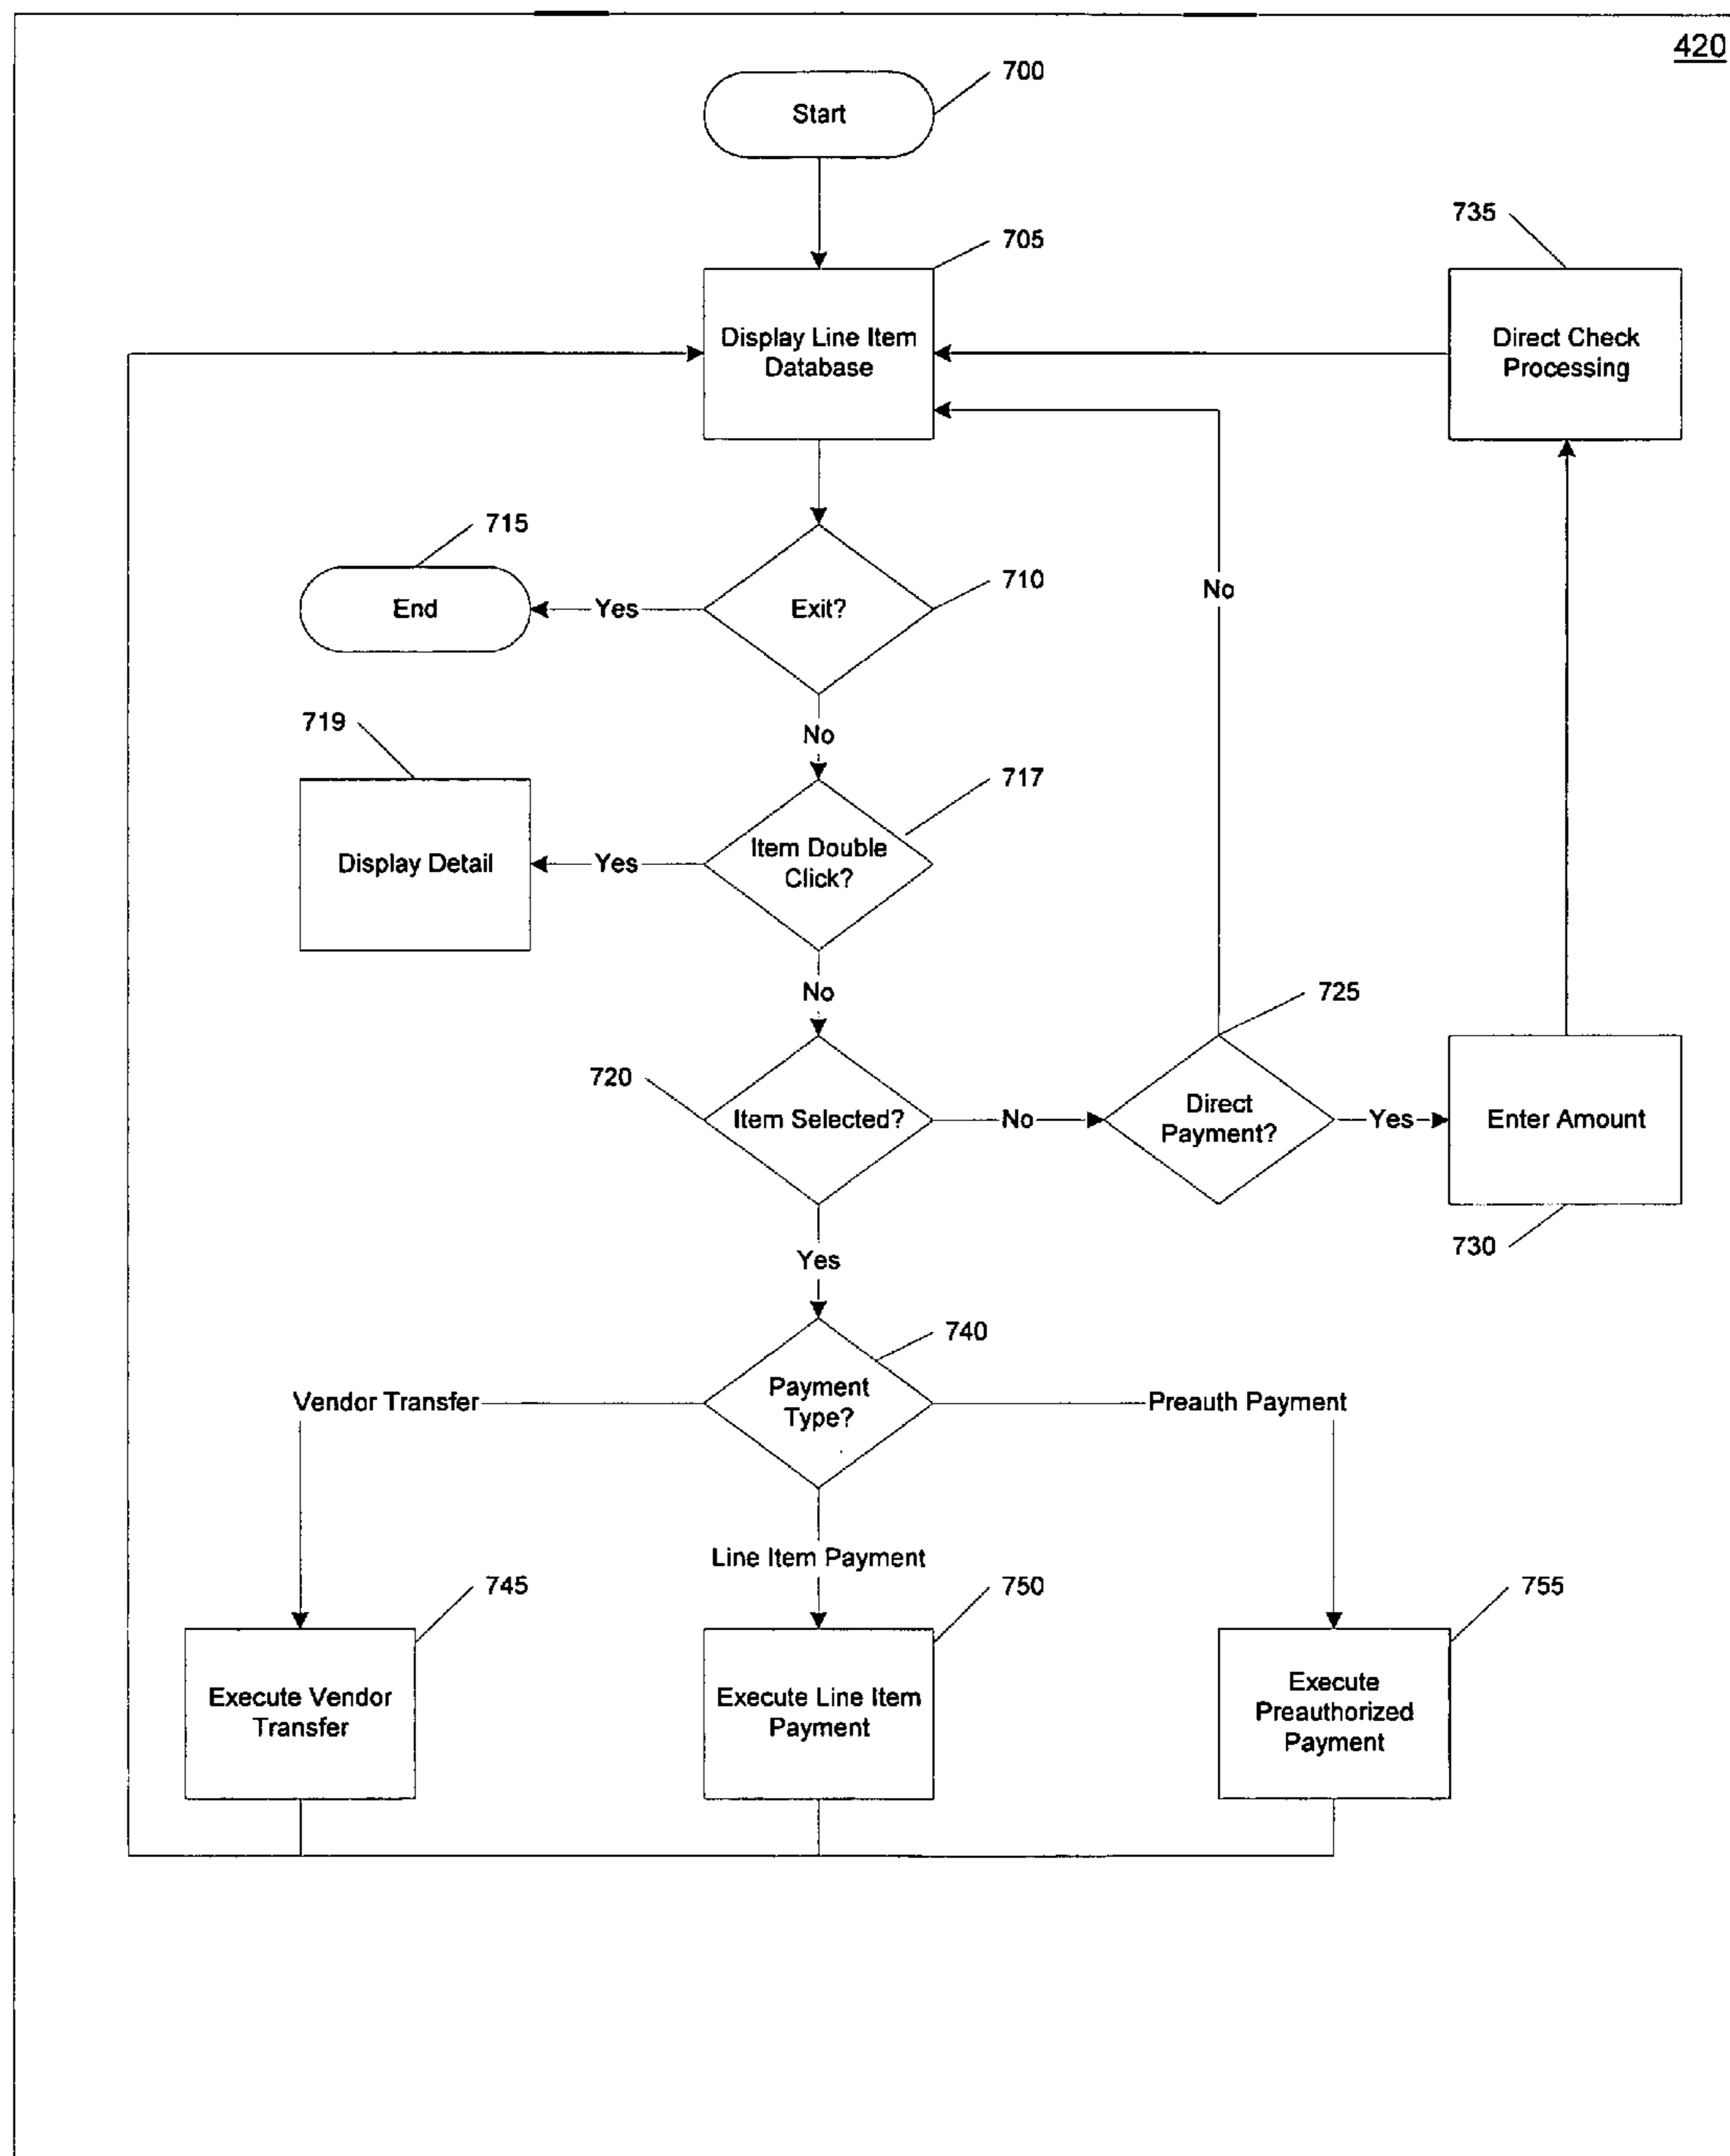 420
700
Start
705
735
Display Line Item
Database
Direct Check
Processing
715
End
Yes
Exit?
710
No
No
719
717
Display Detail
Yes
Item Double
Click?
No
725
720
Item Selected?
No
Direct
Payment?
Yes
Enter Amount
730
Yes
740
Vendor Transfer
Payment
Type?
Preauth Payment
Line Item Payment
745
750
755
Execute Vendor
Transfer
Execute Line Item
Payment
Execute
Preauthorized
Payment